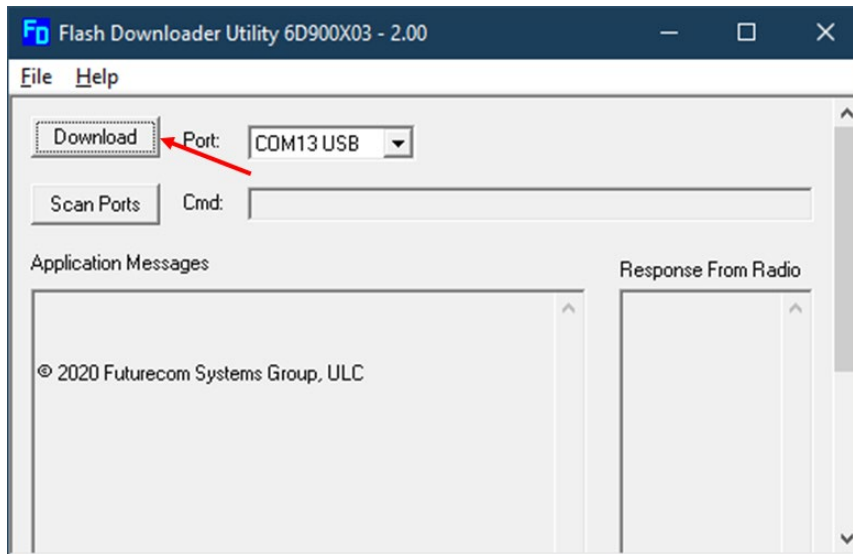 FD Flash Downloader Utility 6D900X03 - 2.00
File Help
Download Port: COM13 USB
Scan Ports Cmd:
Application Messages Response From Radio
© 2020 Futurecom Systems Group, ULC